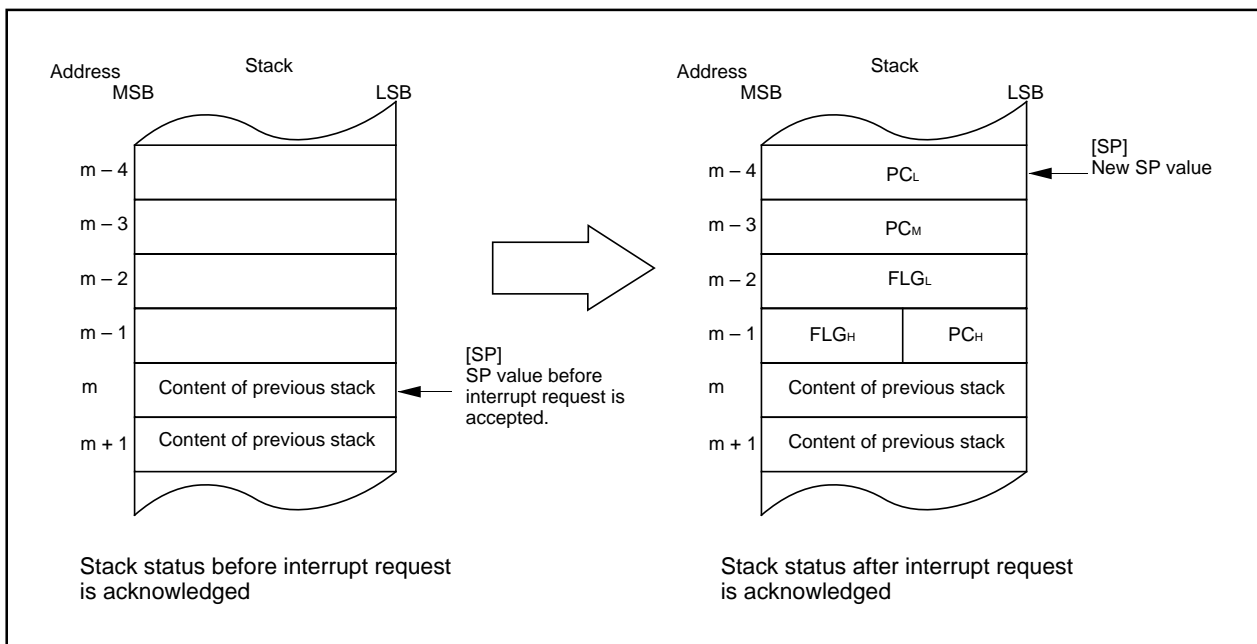 Address
Stack
MSB
LSB
m – 4
m – 3
m – 2
m – 1
m
Content of previous stack
m + 1
Content of previous stack
[SP]
SP value before
interrupt request is
accepted.
Stack status before interrupt request
is acknowledged
Address
Stack
MSB
LSB
m – 4
PCL
[SP]
New SP value
m – 3
PCM
m – 2
FLGL
m – 1
FLGH
PCH
m
Content of previous stack
m + 1
Content of previous stack
Stack status after interrupt request
is acknowledged